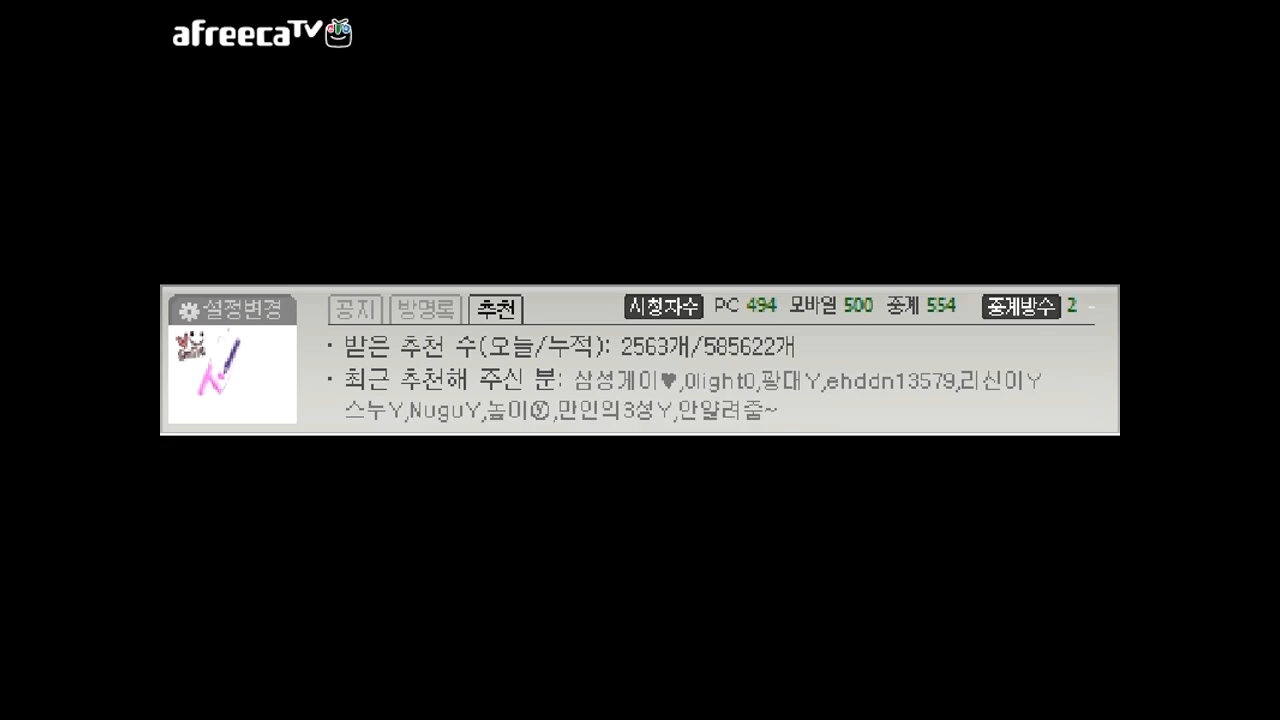 afreecaTV
설정변경
공지 방명록 추천 시청자수 PC 494 모바일 500 중계 554 중계방수 2
· 받은 추천 수(오늘/누적): 2563개/585622개
· 최근 추천해 주신 분: 삼성게이♥,0light0,광대Y,ehddn13579,리신이Y
스누Y,NuguY,높이Ⓨ,만인의3성Y,안알려줌~